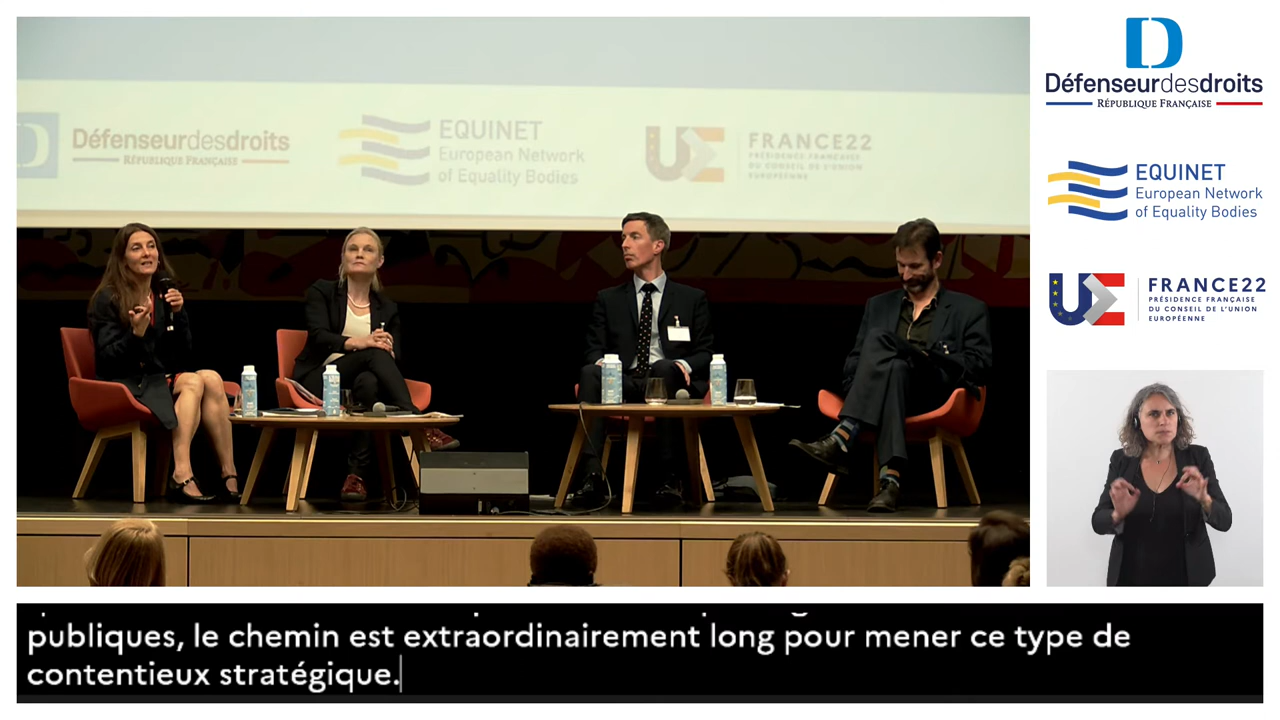 Défenseurdesdroits
RÉPUBLIQUE FRANÇAISE
EQUINET
European Network
of Equality Bodies
FRANCE22
PRÉSIDENCE FRANÇAISE
DU CONSEIL DE L'UNION
EUROPÉENNE
D
Défenseurdesdroits
RÉPUBLIQUE FRANÇAISE
EQUINET
European Network
of Equality Bodies
UE
FRANCE22
PRÉSIDENCE FRANÇAISE
DU CONSEIL DE L'UNION
EUROPÉENNE
publiques, le chemin est extraordinairement long pour mener ce type de
contentieux stratégique.